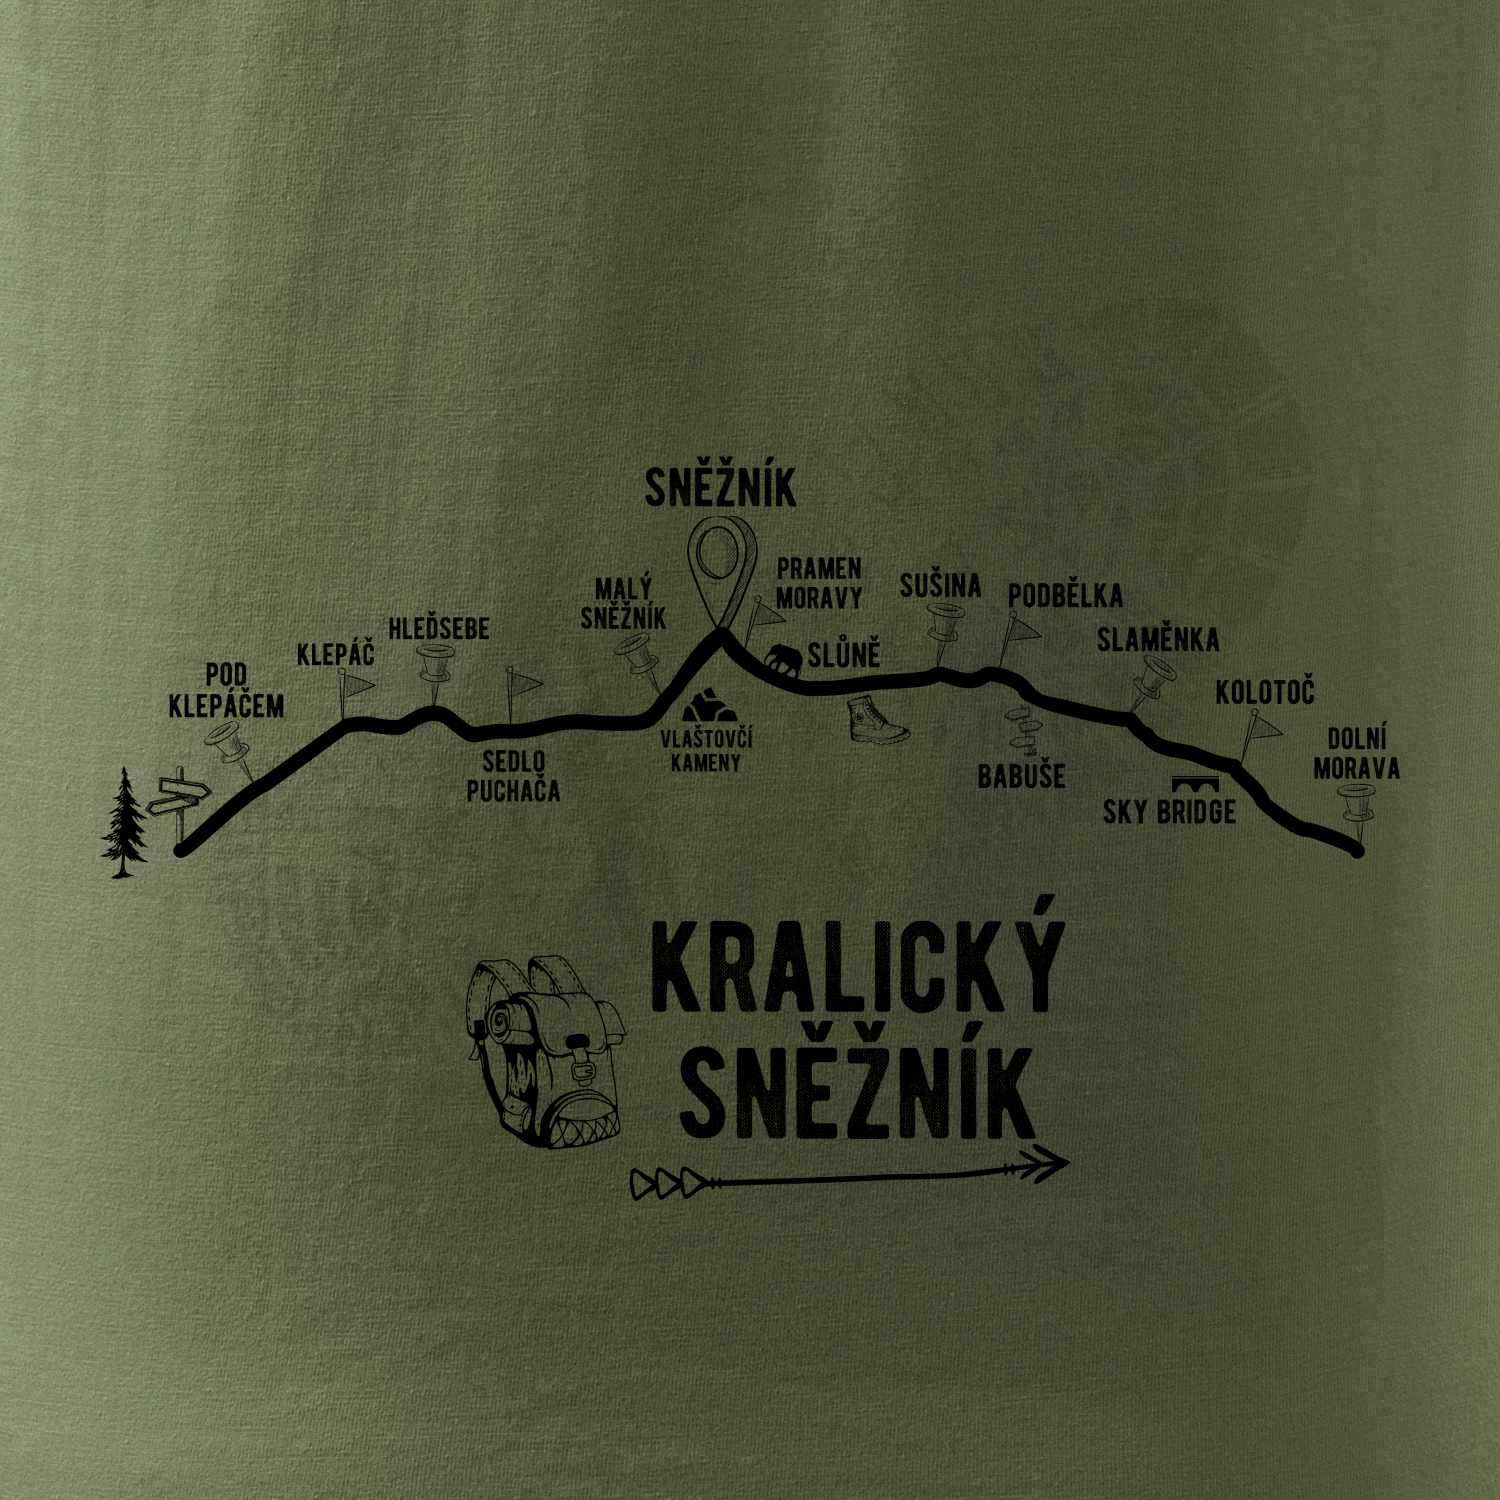 SNĚŽNÍK
PRAMEN
MORAVY
MALÝ
SNĚŽNÍK
SUŠINA
PODBĚLKA
HLEĎSEBE
KLEPÁČ
SLŮNĚ
SLAMĚNKA
POD
KLEPÁČEM
KOLOTOČ
VLAŠTOVČÍ
KAMENY
SEDLO
PUCHAČA
BABUŠE
DOLNÍ
MORAVA
SKY BRIDGE
KRALICKÝ
SNĚŽNÍK